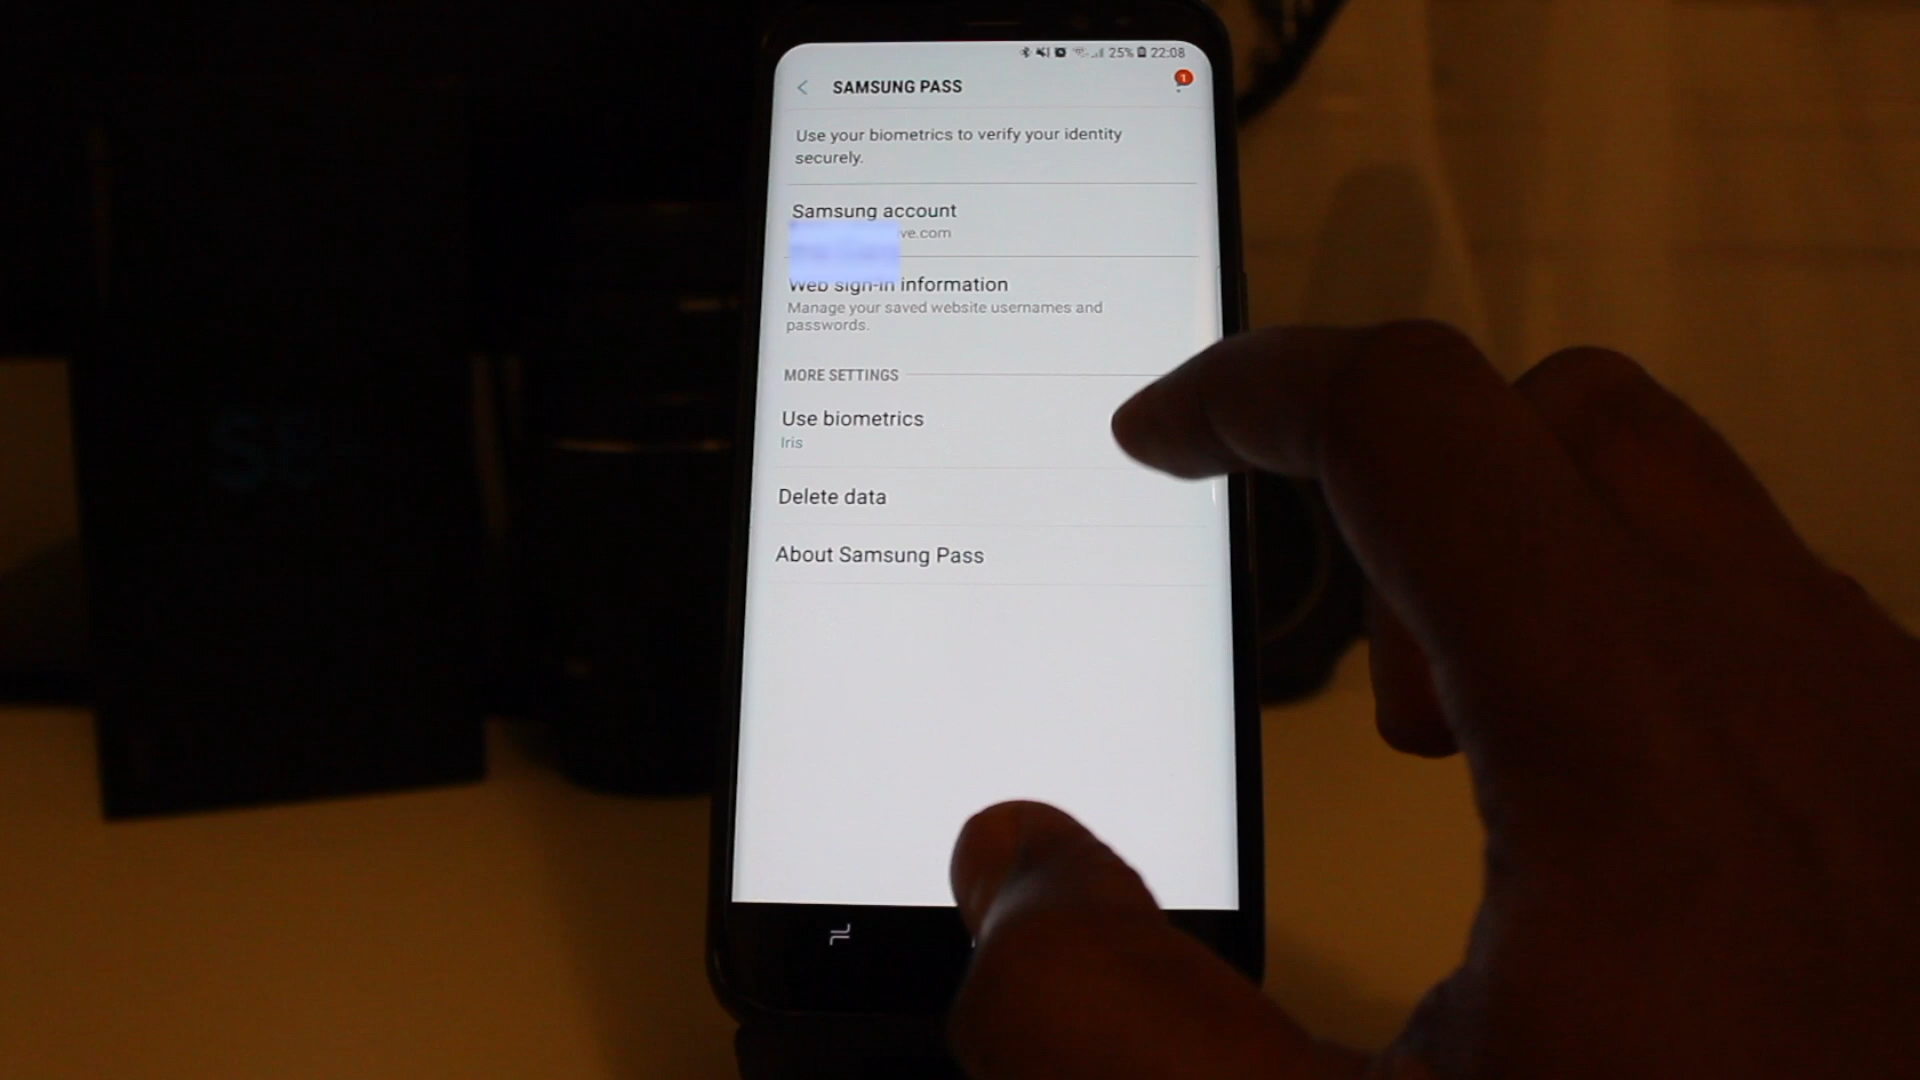 25% 22:08
SAMSUNG PASS
1
Use your biometrics to verify your identity
securely.
Samsung account
ve.com
Web sign-in information
Manage your saved website usernames and
passwords.
MORE SETTINGS
Use biometrics
Iris
Delete data
About Samsung Pass